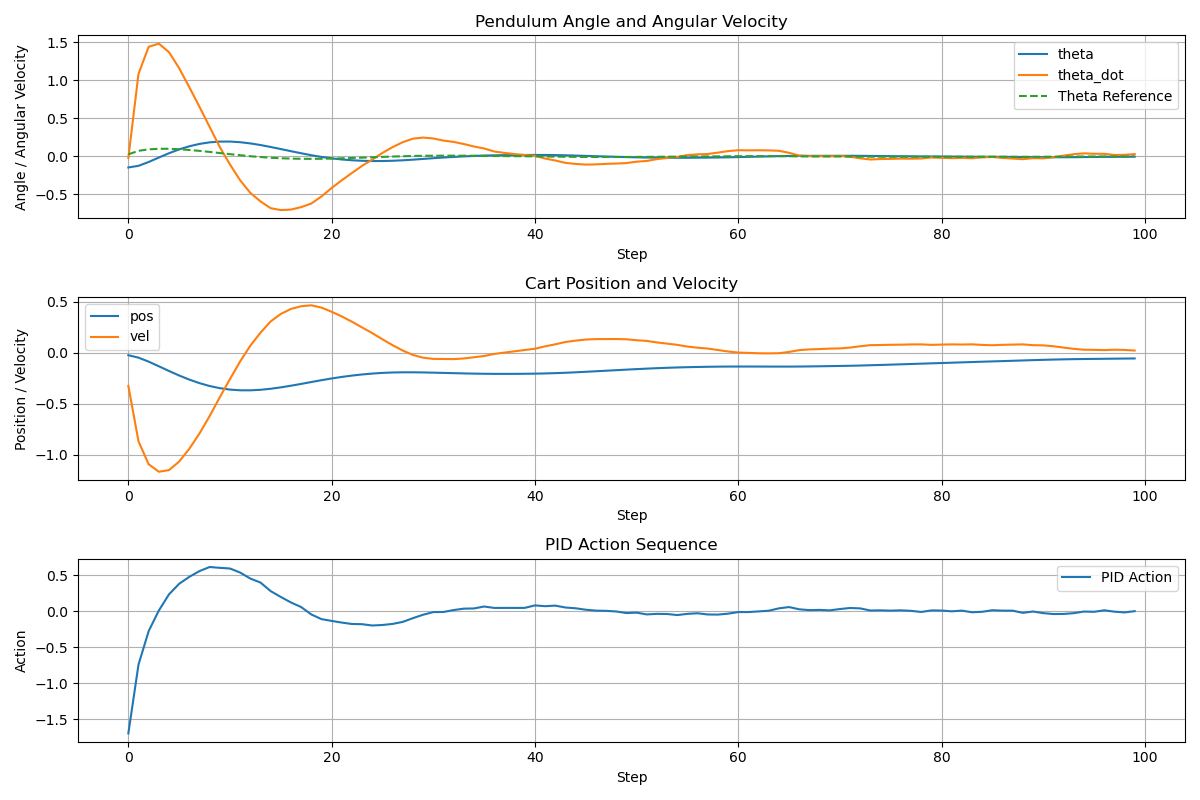 Pendulum Angle and Angular Velocity
Angle / Angular Velocity
1.5
1.0
0.5
0.0
−0.5
theta
theta_dot
Theta Reference
0 20 40 60 80 100
Step
Cart Position and Velocity
Position / Velocity
0.5
0.0
−0.5
−1.0
pos
vel
0 20 40 60 80 100
Step
PID Action Sequence
Action
0.5
0.0
−0.5
−1.0
−1.5
PID Action
0 20 40 60 80 100
Step